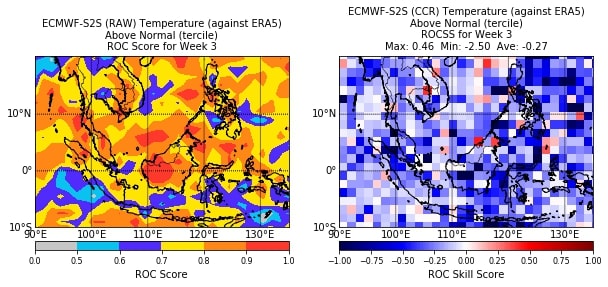 ECMWF-S2S (RAW) Temperature (against ERA5)
Above Normal (tercile)
ROC Score for Week 3
10°N
0°
10°S
90°E 100°E 110°E 120°E 130°E
0.0 0.5 0.6 0.7 0.8 0.9 1.0
ROC Score
ECMWF-S2S (CCR) Temperature (against ERA5)
Above Normal (tercile)
ROCSS for Week 3
Max: 0.46 Min: -2.50 Ave: -0.27
10°N
0°
10°S
90°E 100°E 110°E 120°E 130°E
−1.00 −0.75 −0.50 −0.25 0.00 0.25 0.50 0.75 1.00
ROC Skill Score